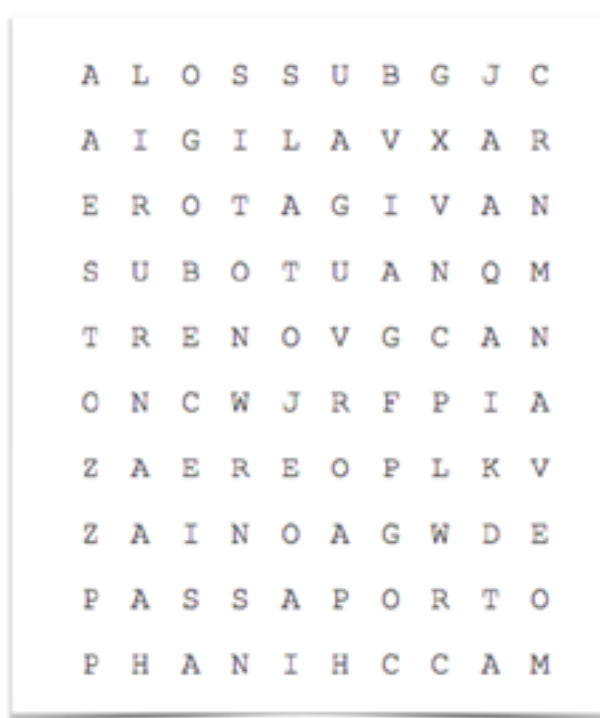 A L O S S U B G J C
A I G I L A V X A R
E R O T A G I V A N
S U B O T U A N Q M
T R E N O V G C A N
O N C W J R F P I A
Z A E R E O P L K V
Z A I N O A G W D E
P A S S A P O R T O
P H A N I H C C A M